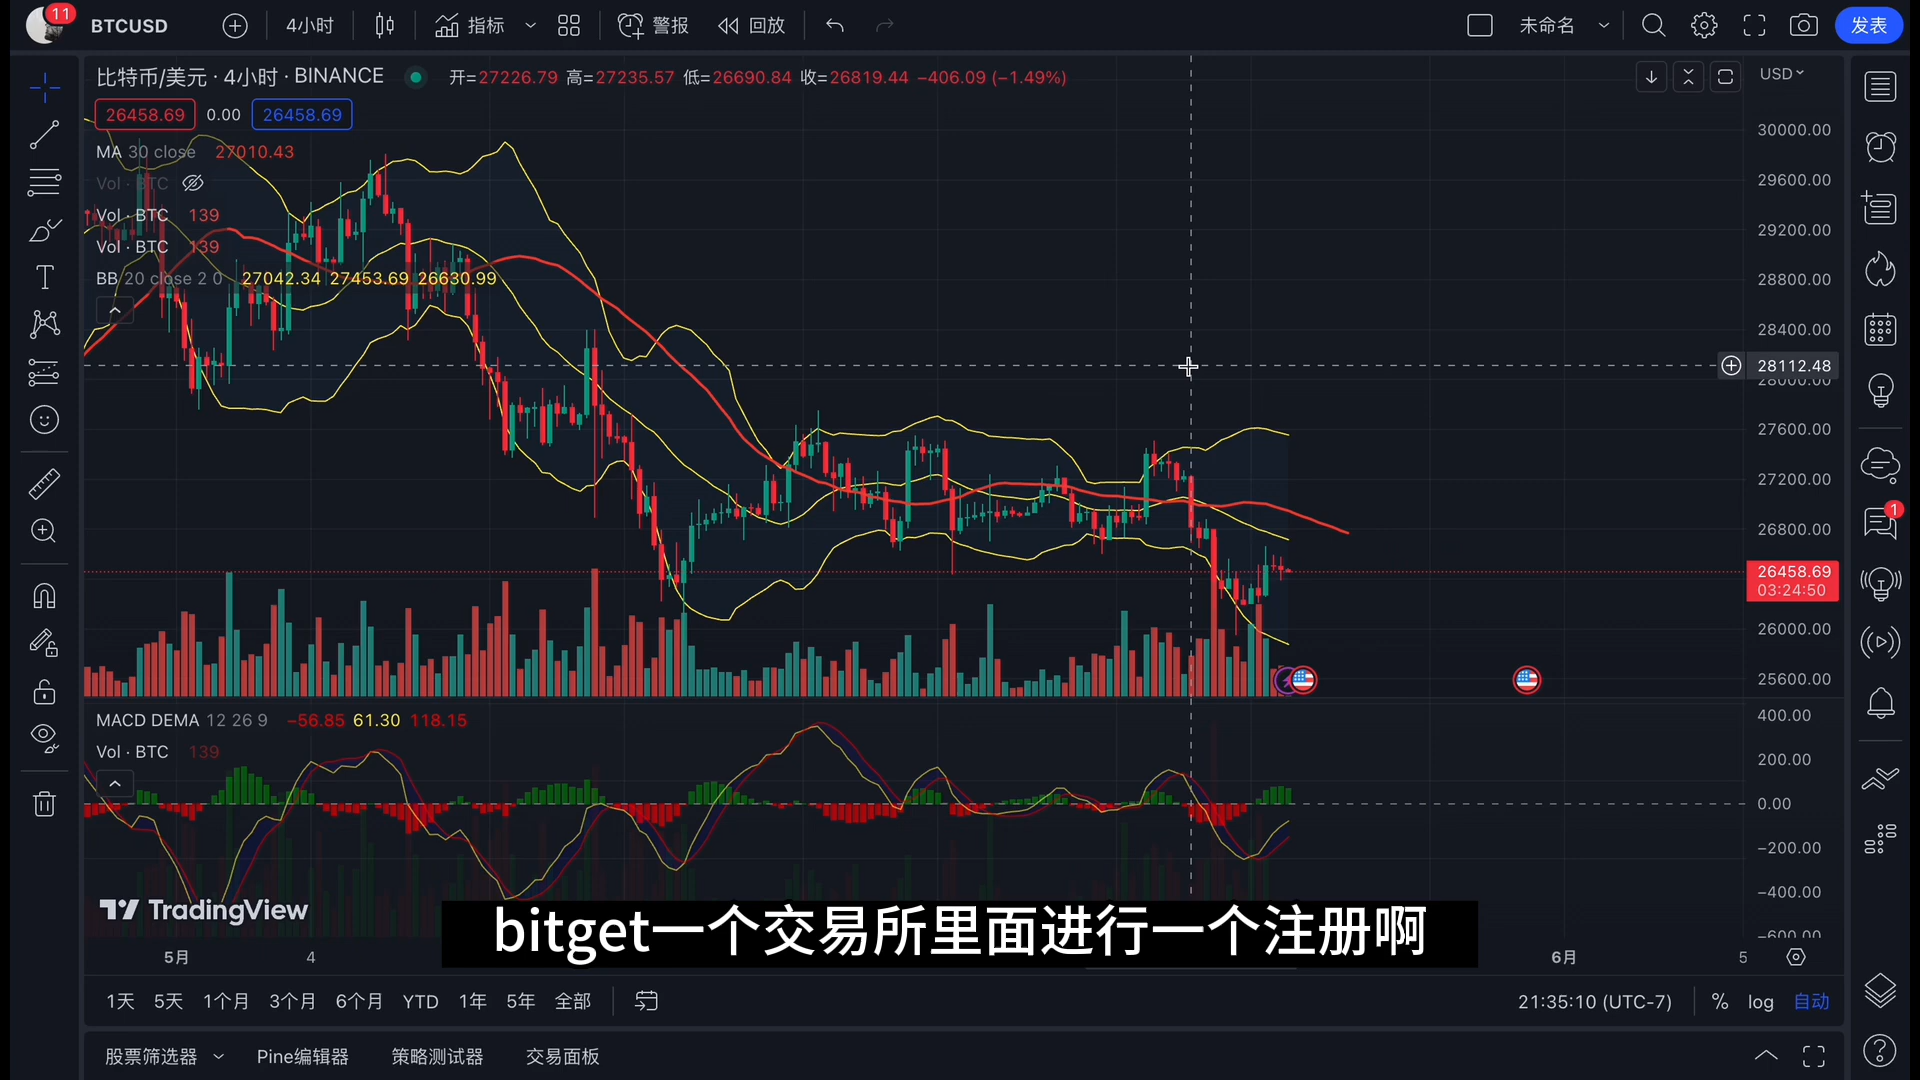 11
BTCUSD
4小时
指标
警报
回放
未命名
发表
比特币/美元 · 4小时 · BINANCE
开=27226.79 高=27235.57 低=26690.84 收=26819.44 −406.09 (−1.49%)
USD
26458.69
0.00
26458.69
MA 30 close 27010.43
Vol · BTC
Vol · BTC 139
Vol · BTC 139
BB 20 close 2 0 27042.34 27453.69 26630.99
30000.00
29600.00
29200.00
28800.00
28400.00
28112.48
28000.00
27600.00
27200.00
26800.00
26458.69
03:24:50
26000.00
25600.00
1
MACD DEMA 12 26 9 −56.85 61.30 118.15
Vol · BTC 139
400.00
200.00
0.00
−200.00
−400.00
−600.00
TradingView
bitget一个交易所里面进行一个注册啊
5月
4
6月
5
1天
5天
1个月
3个月
6个月
YTD
1年
5年
全部
21:35:10 (UTC-7)
%
log
自动
股票筛选器
Pine编辑器
策略测试器
交易面板